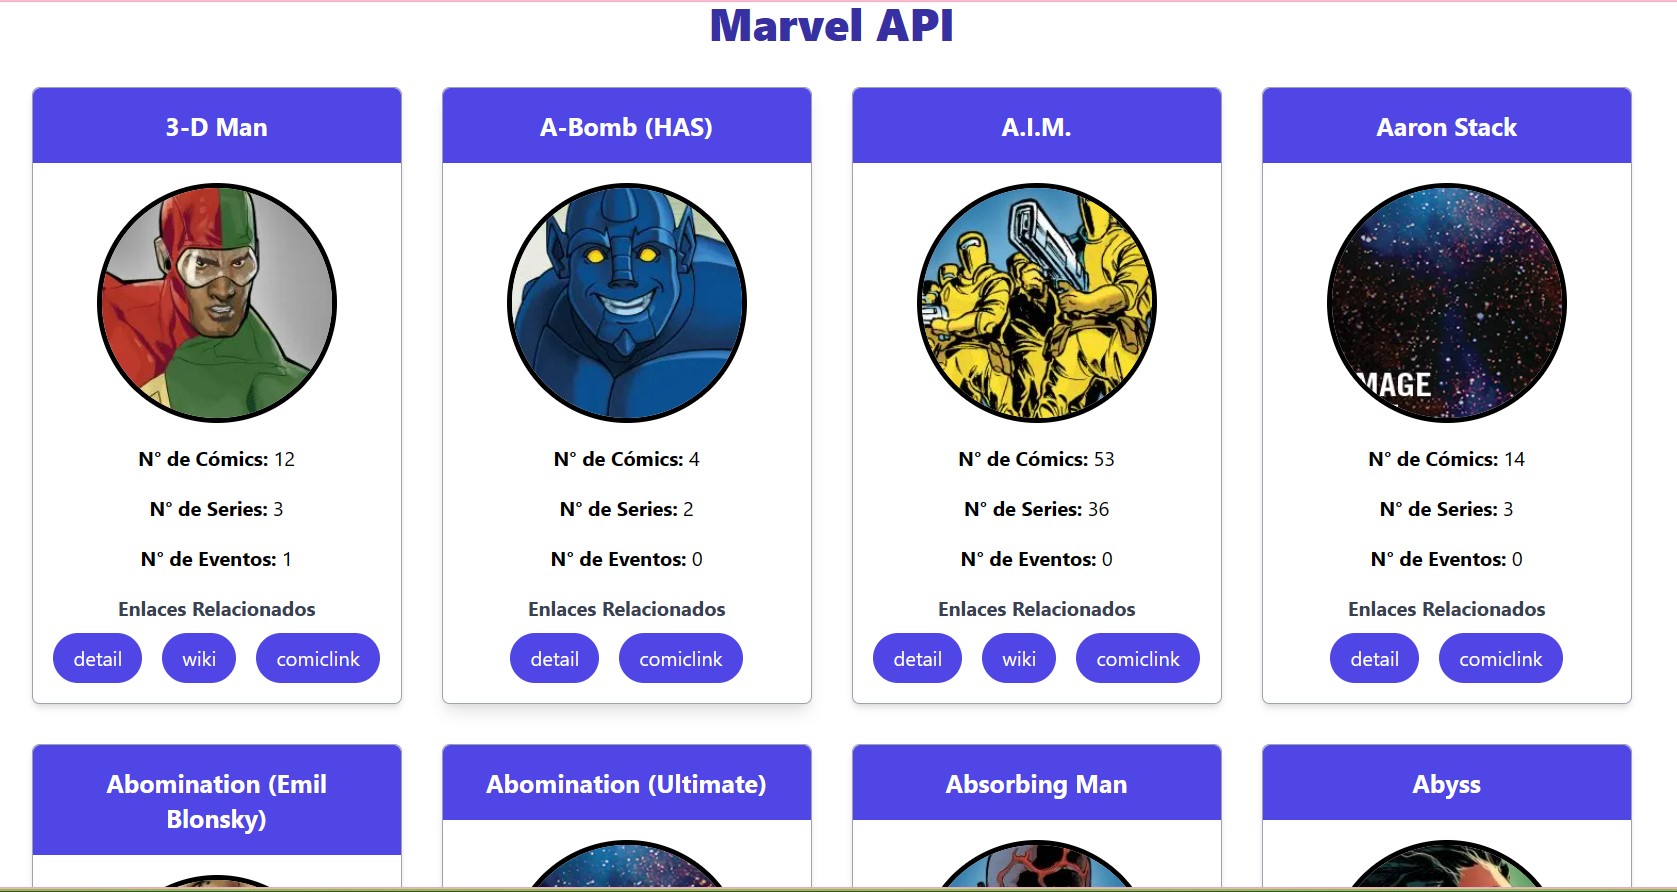 Marvel API
3-D Man
N° de Cómics: 12
N° de Series: 3
N° de Eventos: 1
Enlaces Relacionados
detail wiki comiclink
A-Bomb (HAS)
N° de Cómics: 4
N° de Series: 2
N° de Eventos: 0
Enlaces Relacionados
detail comiclink
A.I.M.
N° de Cómics: 53
N° de Series: 36
N° de Eventos: 0
Enlaces Relacionados
detail wiki comiclink
Aaron Stack
MAGE
N° de Cómics: 14
N° de Series: 3
N° de Eventos: 0
Enlaces Relacionados
detail comiclink
Abomination (Emil
Blonsky)
Abomination (Ultimate)
Absorbing Man
Abyss